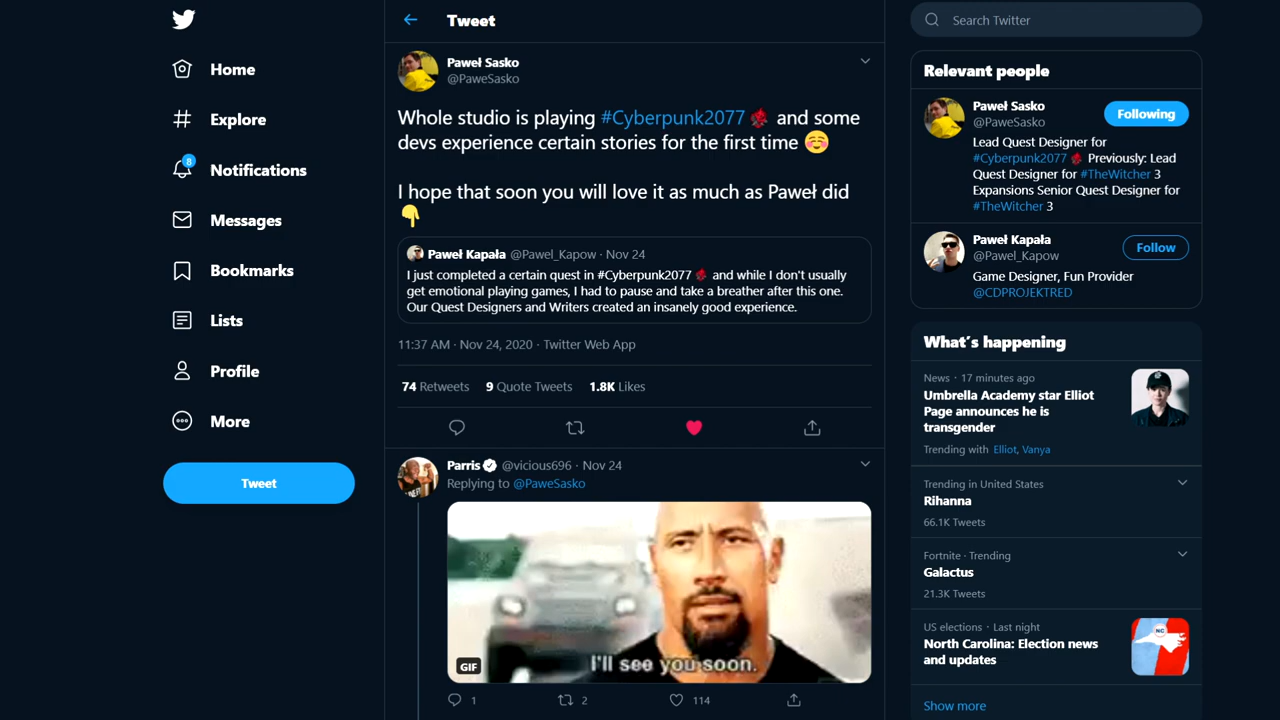 Home
Explore
8
Notifications
Messages
Bookmarks
Lists
Profile
More
Tweet
Tweet
Paweł Sasko
@PaweSasko
Whole studio is playing #Cyberpunk2077 and some
devs experience certain stories for the first time ☺️
I hope that soon you will love it as much as Paweł did
👇
Paweł Kapała @Pawel_Kapow · Nov 24
I just completed a certain quest in #Cyberpunk2077 and while I don't usually
get emotional playing games, I had to pause and take a breather after this one.
Our Quest Designers and Writers created an insanely good experience.
11:37 AM · Nov 24, 2020 · Twitter Web App
74 Retweets 9 Quote Tweets 1.8K Likes
Parris @vicious696 · Nov 24
Replying to @PaweSasko
I'll see you soon.
GIF
1 2 114
Search Twitter
Relevant people
Paweł Sasko
@PaweSasko
Following
Lead Quest Designer for
#Cyberpunk2077 Previously: Lead
Quest Designer for #TheWitcher 3
Expansions Senior Quest Designer for
#TheWitcher 3
Paweł Kapała
@Pawel_Kapow
Follow
Game Designer, Fun Provider
@CDPROJEKTRED
What's happening
News · 17 minutes ago
Umbrella Academy star Elliot
Page announces he is
transgender
Trending with Elliot, Vanya
Trending in United States
Rihanna
66.1K Tweets
Fortnite · Trending
Galactus
21.3K Tweets
US elections · Last night
North Carolina: Election news
and updates
NC
Show more